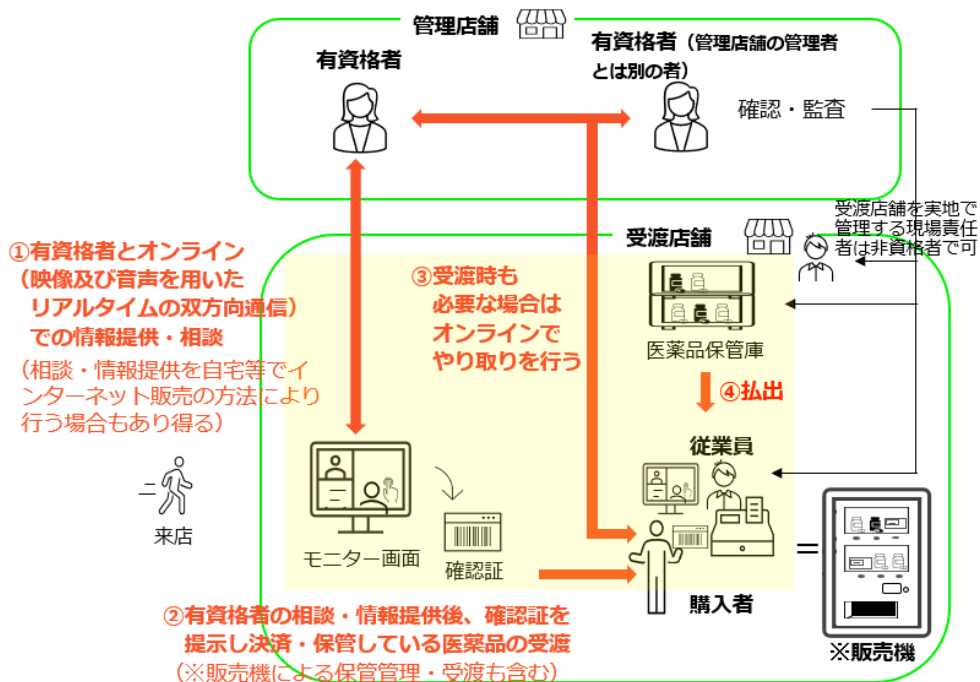 管理店舗
有資格者
有資格者（管理店舗の管理者
とは別の者）
確認・監査
受渡店舗を実地で
管理する現場責任
者は非資格者で可
受渡店舗
①有資格者とオンライン
（映像及び音声を用いた
リアルタイムの双方向通信）
での情報提供・相談
（相談・情報提供を自宅等でイ
ンターネット販売の方法により
行う場合もあり得る）
③受渡時も
必要な場合は
オンラインで
やり取りを行う
医薬品保管庫
④払出
従業員
来店
モニター画面
確認証
購入者
＝
※販売機
②有資格者の相談・情報提供後、確認証を
提示し決済・保管している医薬品の受渡
（※販売機による保管管理・受渡も含む）